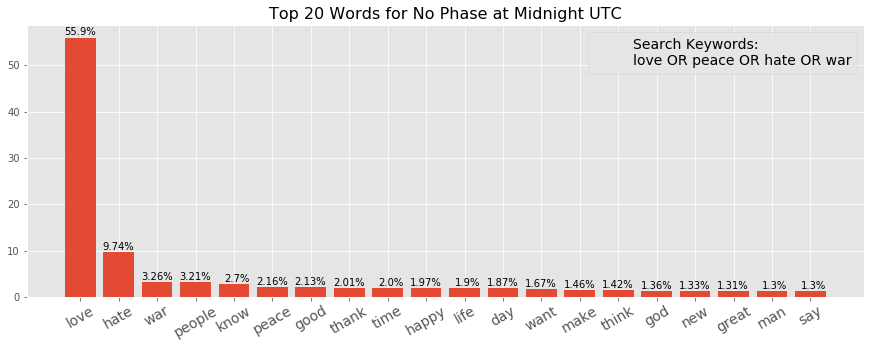 Top 20 Words for No Phase at Midnight UTC
Search Keywords:
love OR peace OR hate OR war
55.9%
9.74%
3.26%
3.21%
2.7%
2.16%
2.13%
2.01%
2.0%
1.97%
1.9%
1.87%
1.67%
1.46%
1.42%
1.36%
1.33%
1.31%
1.3%
1.3%
50
40
30
20
10
0
love
hate
war
people
know
peace
good
thank
time
happy
life
day
want
make
think
god
new
great
man
say